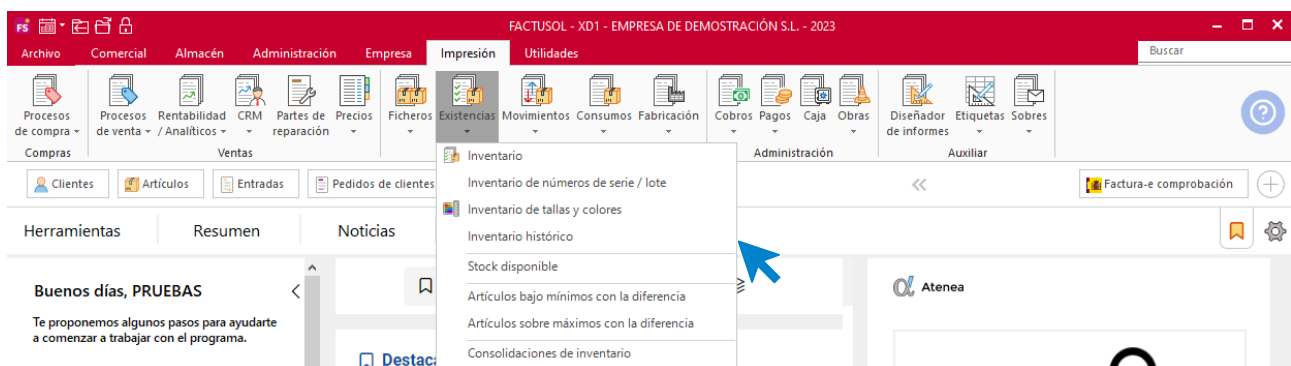 FS
FACTUSOL - XD1 - EMPRESA DE DEMOSTRACIÓN S.L. - 2023
Archivo Comercial Almacén Administración Empresa Impresión Utilidades Buscar
Procesos de compra
Procesos de venta
Rentabilidad / Analíticos
CRM
Partes de reparación
Precios
Ficheros
Existencias
Movimientos
Consumos
Fabricación
Cobros
Pagos
Caja
Obras
Diseñador de informes
Etiquetas
Sobres
?
Compras Ventas Administración Auxiliar
Clientes Artículos Entradas Pedidos de clientes Factura-e comprobación
Inventario
Inventario de números de serie / lote
Inventario de tallas y colores
Inventario histórico
Stock disponible
Artículos bajo mínimos con la diferencia
Artículos sobre máximos con la diferencia
Consolidaciones de inventario
Herramientas Resumen Noticias
Buenos días, PRUEBAS
Te proponemos algunos pasos para ayudarte
a comenzar a trabajar con el programa.
Destaca
Atenea